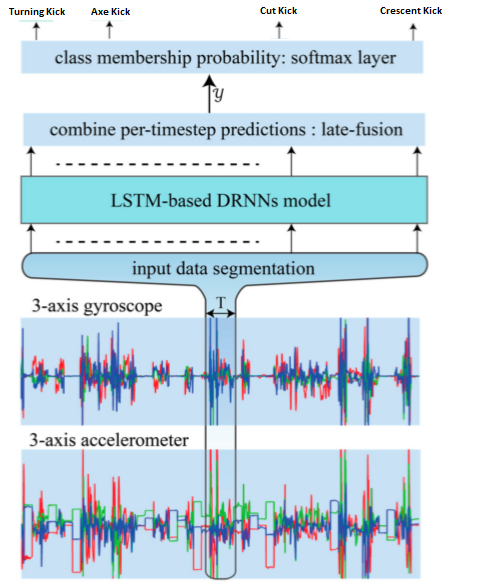 Turning Kick Axe Kick Cut Kick Crescent Kick
class membership probability: softmax layer
y
combine per-timestep predictions : late-fusion
LSTM-based DRNNs model
input data segmentation
T
3-axis gyroscope
3-axis accelerometer